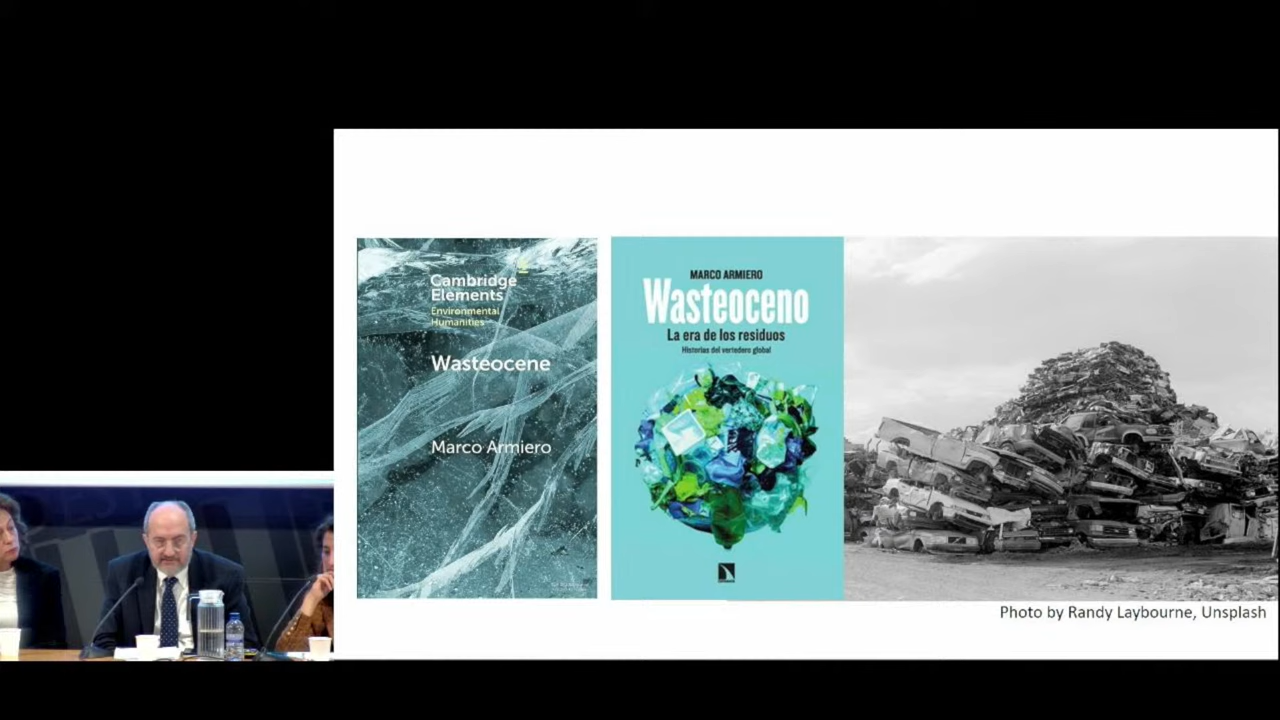 Cambridge
Elements
Environmental
Humanities
Wasteocene
Marco Armiero
MARCO ARMIERO
Wasteoceno
La era de los residuos
Historias del vertedero global
Photo by Randy Laybourne, Unsplash